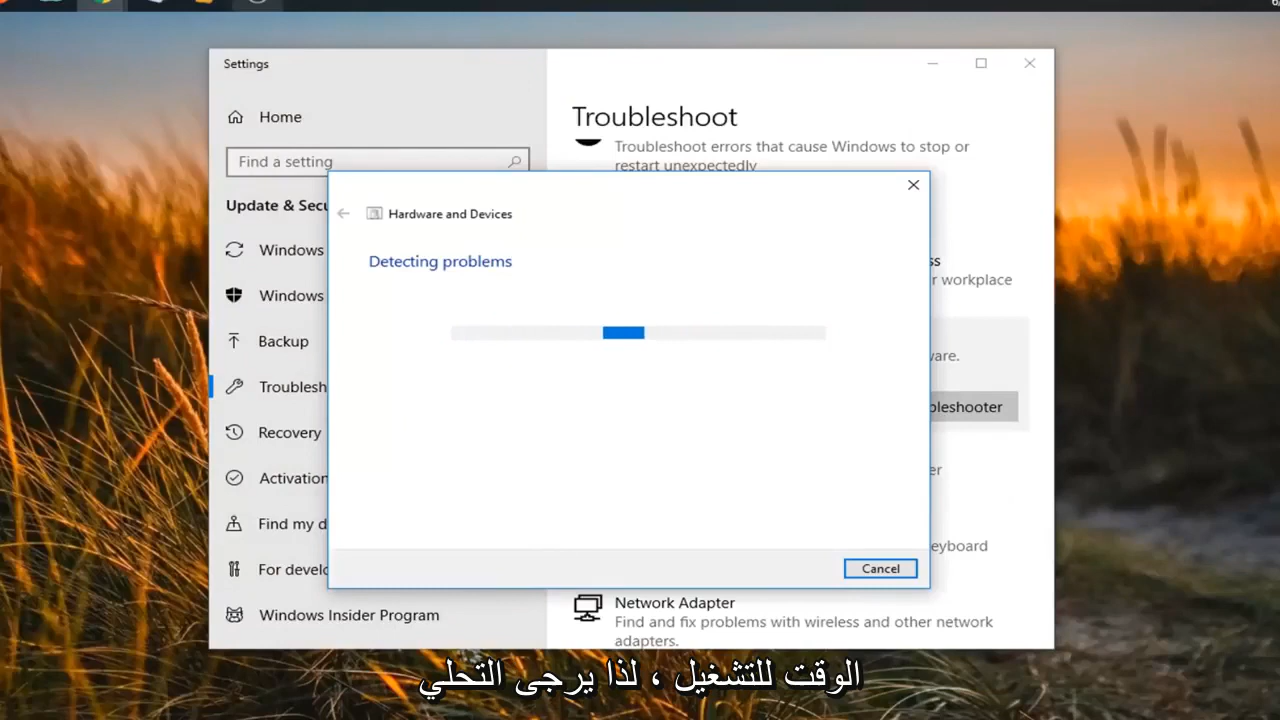 Settings
Home
Find a setting
Update & Secu
Windows
Windows
Backup
Troublesh
Recovery
Activation
Find my d
For develo
Windows Insider Program
Troubleshoot
Troubleshoot errors that cause Windows to stop or
restart unexpectedly
ss
r workplace
ware.
bleshooter
er
eyboard
Network Adapter
Find and fix problems with wireless and other network
adapters.
Hardware and Devices
Detecting problems
Cancel
الوقت للتشغيل ، لذا يرجى التحلي